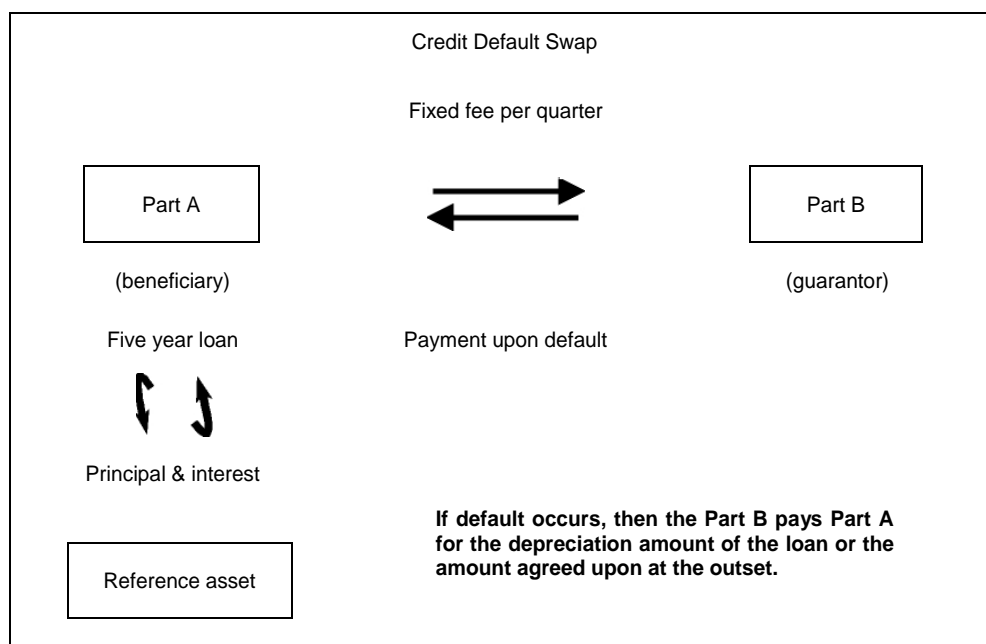 Credit Default Swap
Fixed fee per quarter
Part A
Part B
(beneficiary)
(guarantor)
Five year loan
Payment upon default
Principal & interest
If default occurs, then the Part B pays Part A
for the depreciation amount of the loan or the
amount agreed upon at the outset.
Reference asset